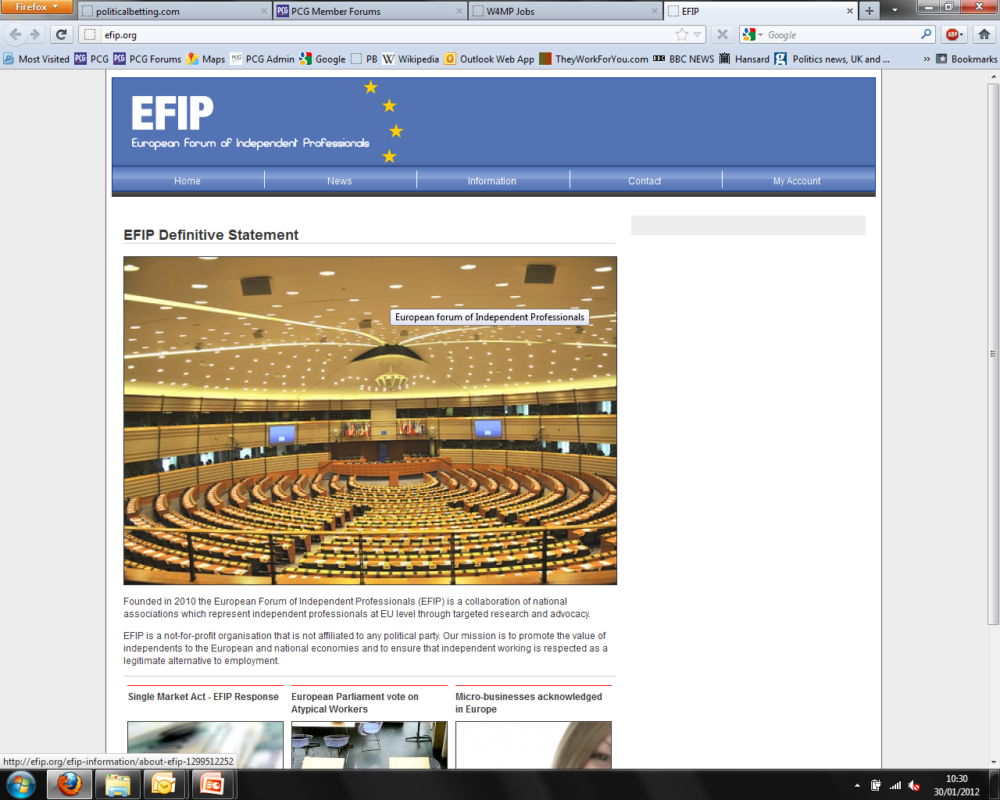 Firefox
politicalbetting.com
PCG PCG Member Forums
W4MP Jobs
EFIP
efip.org
Google
ABP
Most Visited PCG PCG PCG PCG Forums Maps PCG PCG Admin Google PB W Wikipedia Outlook Web App TheyWorkForYou.com BBC BBC NEWS Hansard g Politics news, UK and ... » Bookmarks
EFIP
European Forum of Independent Professionals
Home News Information Contact My Account
EFIP Definitive Statement
European forum of Independent Professionals
Founded in 2010 the European Forum of Independent Professionals (EFIP) is a collaboration of national
associations which represent independent professionals at EU level through targeted research and advocacy.
EFIP is a not-for-profit organisation that is not affiliated to any political party. Our mission is to promote the value of
independents to the European and national economies and to ensure that independent working is respected as a
legitimate alternative to employment.
Single Market Act - EFIP Response
European Parliament vote on
Atypical Workers
Micro-businesses acknowledged
in Europe
http://efip.org/efip-information/about-efip-1299512252
10:30
30/01/2012